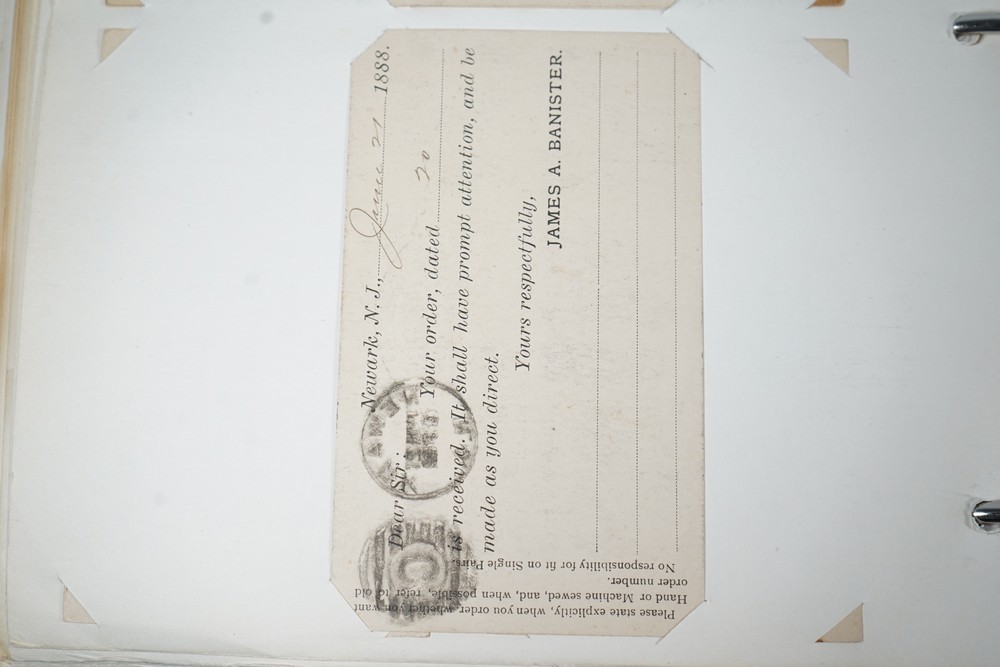 Newark, N. J., June 21 1888.
Dear Sir:
Your order, dated 20
is received. It shall have prompt attention, and be
made as you direct.
Yours respectfully,
JAMES A. BANISTER.
Please state explicitly, when you order, whether you want
Hand or Machine sewed, and, when possible, refer to old
order number.
No responsibility for fit on Single Pairs.
C